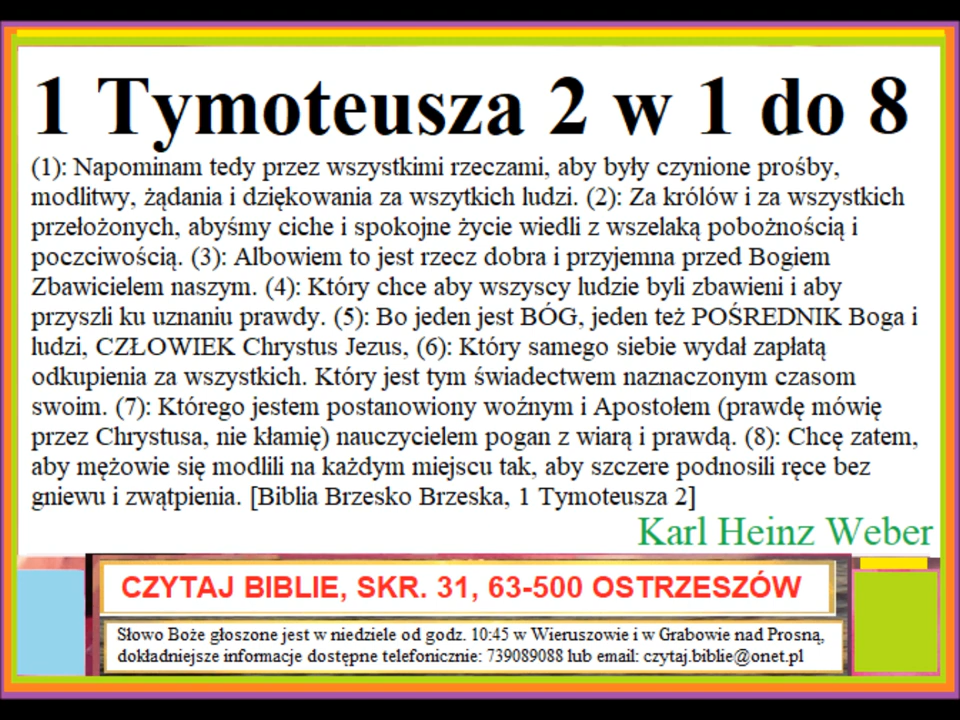 1 Tymoteusza 2 w 1 do 8
(1): Napominam tedy przez wszystkimi rzeczami, aby były czynione prośby,
modlitwy, żądania i dziękowania za wszytkich ludzi. (2): Za królów i za wszystkich
przełożonych, abyśmy ciche i spokojne życie wiedli z wszelaką pobożnością i
poczciwością. (3): Albowiem to jest rzecz dobra i przyjemna przed Bogiem
Zbawicielem naszym. (4): Który chce aby wszyscy ludzie byli zbawieni i aby
przyszli ku uznaniu prawdy. (5): Bo jeden jest BÓG, jeden też POŚREDNIK Boga i
ludzi, CZŁOWIEK Chrystus Jezus, (6): Który samego siebie wydał zapłatą
odkupienia za wszystkich. Który jest tym świadectwem naznaczonym czasom
swoim. (7): Którego jestem postanowiony woźnym i Apostołem (prawdę mówię
przez Chrystusa, nie kłamię) nauczycielem pogan z wiarą i prawdą. (8): Chcę zatem,
aby mężowie się modlili na każdym miejscu tak, aby szczere podnosili ręce bez
gniewu i zwątpienia. [Biblia Brzesko Brzeska, 1 Tymoteusza 2]
Karl Heinz Weber
CZYTAJ BIBLIE, SKR. 31, 63-500 OSTRZESZÓW
Słowo Boże głoszone jest w niedziele od godz. 10:45 w Wieruszowie i w Grabowie nad Prosną,
dokładniejsze informacje dostępne telefonicznie: 739089088 lub email: czytaj.biblie@onet.pl